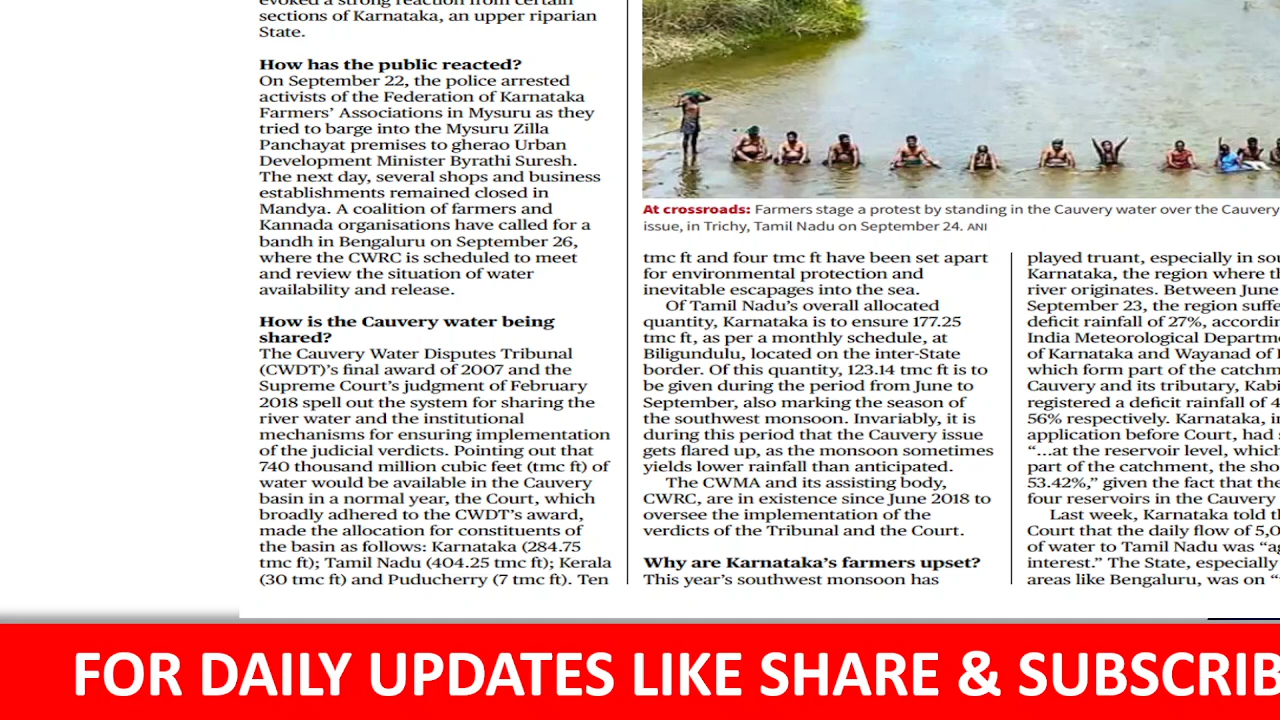 evoked a strong reaction from certain
sections of Karnataka, an upper riparian
State.
How has the public reacted?
On September 22, the police arrested
activists of the Federation of Karnataka
Farmers' Associations in Mysuru as they
tried to barge into the Mysuru Zilla
Panchayat premises to gherao Urban
Development Minister Byrathi Suresh.
The next day, several shops and business
establishments remained closed in
Mandya. A coalition of farmers and
Kannada organisations have called for a
bandh in Bengaluru on September 26,
where the CWRC is scheduled to meet
and review the situation of water
availability and release.
How is the Cauvery water being
shared?
The Cauvery Water Disputes Tribunal
(CWDT)'s final award of 2007 and the
Supreme Court's judgment of February
2018 spell out the system for sharing the
river water and the institutional
mechanisms for ensuring implementation
of the judicial verdicts. Pointing out that
740 thousand million cubic feet (tmc ft) of
water would be available in the Cauvery
basin in a normal year, the Court, which
broadly adhered to the CWDT's award,
made the allocation for constituents of
the basin as follows: Karnataka (284.75
tmc ft); Tamil Nadu (404.25 tmc ft); Kerala
(30 tmc ft) and Puducherry (7 tmc ft). Ten
At crossroads: Farmers stage a protest by standing in the Cauvery water over the Cauvery
issue, in Trichy, Tamil Nadu on September 24. ANI
tmc ft and four tmc ft have been set apart
for environmental protection and
inevitable escapages into the sea.
Of Tamil Nadu's overall allocated
quantity, Karnataka is to ensure 177.25
tmc ft, as per a monthly schedule, at
Biligundulu, located on the inter-State
border. Of this quantity, 123.14 tmc ft is to
be given during the period from June to
September, also marking the season of
the southwest monsoon. Invariably, it is
during this period that the Cauvery issue
gets flared up, as the monsoon sometimes
yields lower rainfall than anticipated.
The CWMA and its assisting body,
CWRC, are in existence since June 2018 to
oversee the implementation of the
verdicts of the Tribunal and the Court.
Why are Karnataka's farmers upset?
This year's southwest monsoon has
played truant, especially in
Karnataka, the region where
river originates. Between June
September 23, the region
deficit rainfall of 27%,
India Meteorological
of Karnataka and Wayanad of
which form part of the
Cauvery and its tributary,
registered a deficit rainfall of
56% respectively. Karnataka,
application before Court, had
"…at the reservoir level,
part of the catchment, the
53.42%," given the fact that
four reservoirs in the Cauvery
Last week, Karnataka told
Court that the daily flow of
of water to Tamil Nadu was
interest." The State, especially
areas like Bengaluru, was on
FOR DAILY UPDATES LIKE SHARE & SUBSCRIB